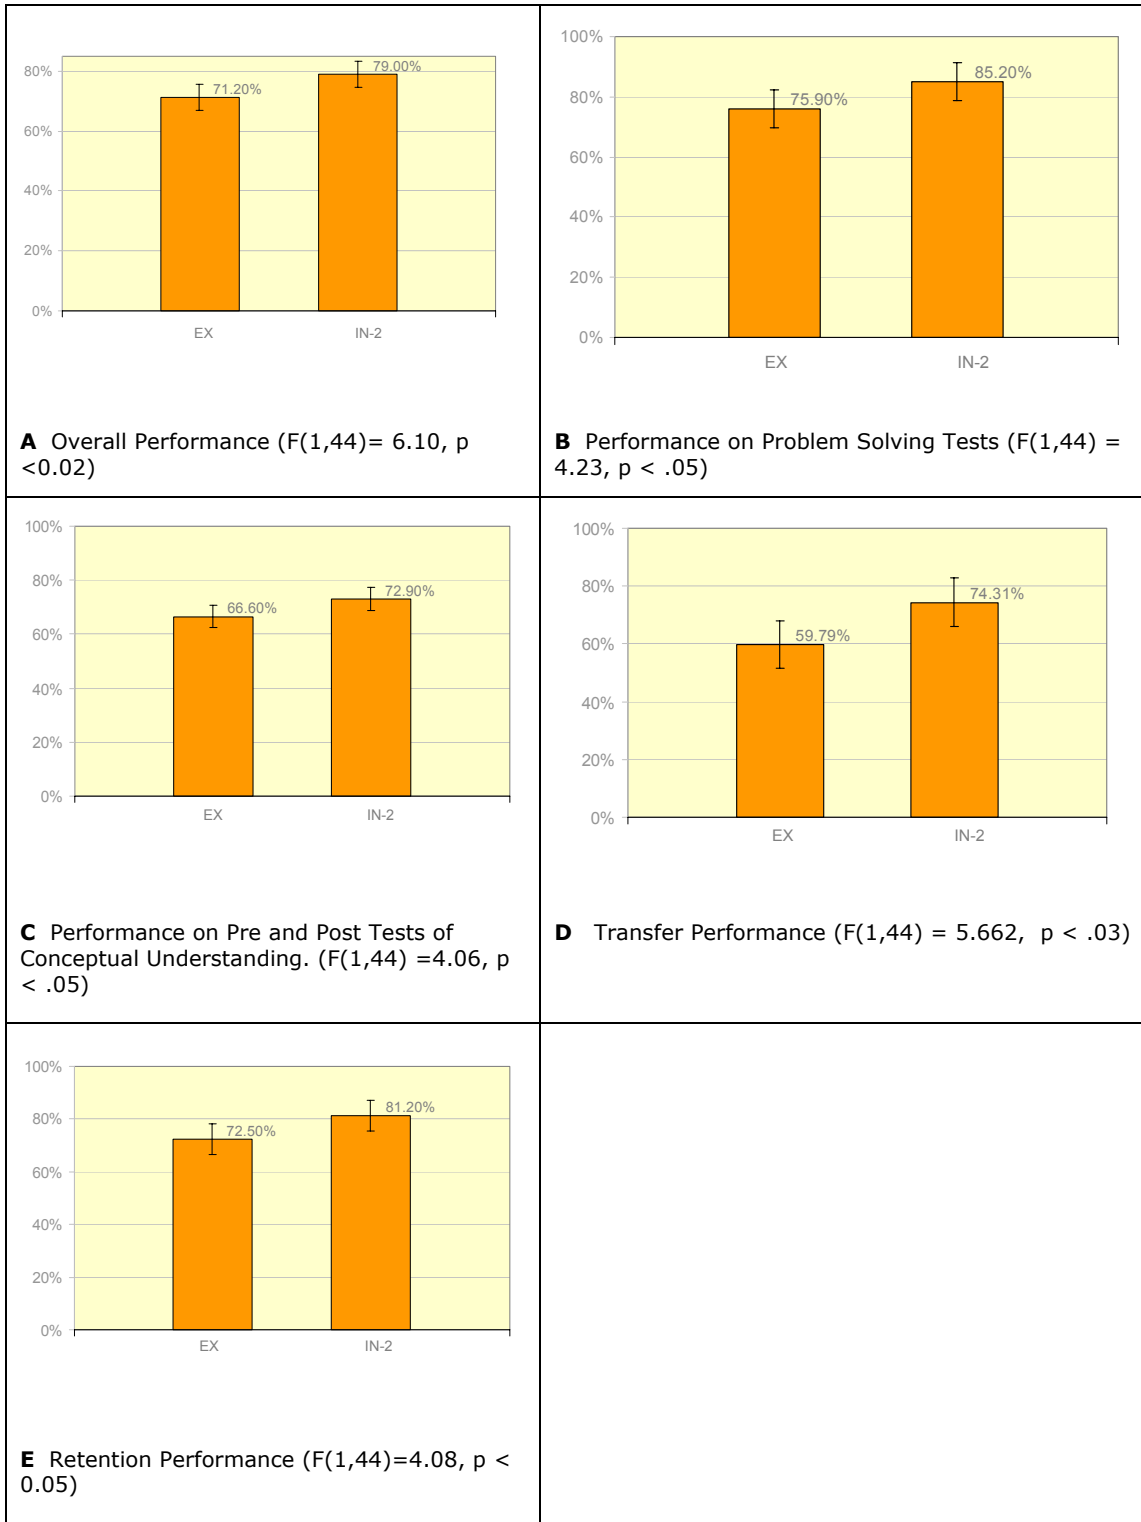 80%
60%
40%
20%
0%
71.20%
79.00%
EX
IN-2
A Overall Performance (F(1,44)= 6.10, p
<0.02)
100%
80%
60%
40%
20%
0%
75.90%
85.20%
EX
IN-2
B Performance on Problem Solving Tests (F(1,44) =
4.23, p < .05)
100%
80%
60%
40%
20%
0%
66.60%
72.90%
EX
IN-2
C Performance on Pre and Post Tests of
Conceptual Understanding. (F(1,44) =4.06, p
< .05)
100%
80%
60%
40%
20%
0%
59.79%
74.31%
EX
IN-2
D Transfer Performance (F(1,44) = 5.662, p < .03)
100%
80%
60%
40%
20%
0%
72.50%
81.20%
EX
IN-2
E Retention Performance (F(1,44)=4.08, p <
0.05)